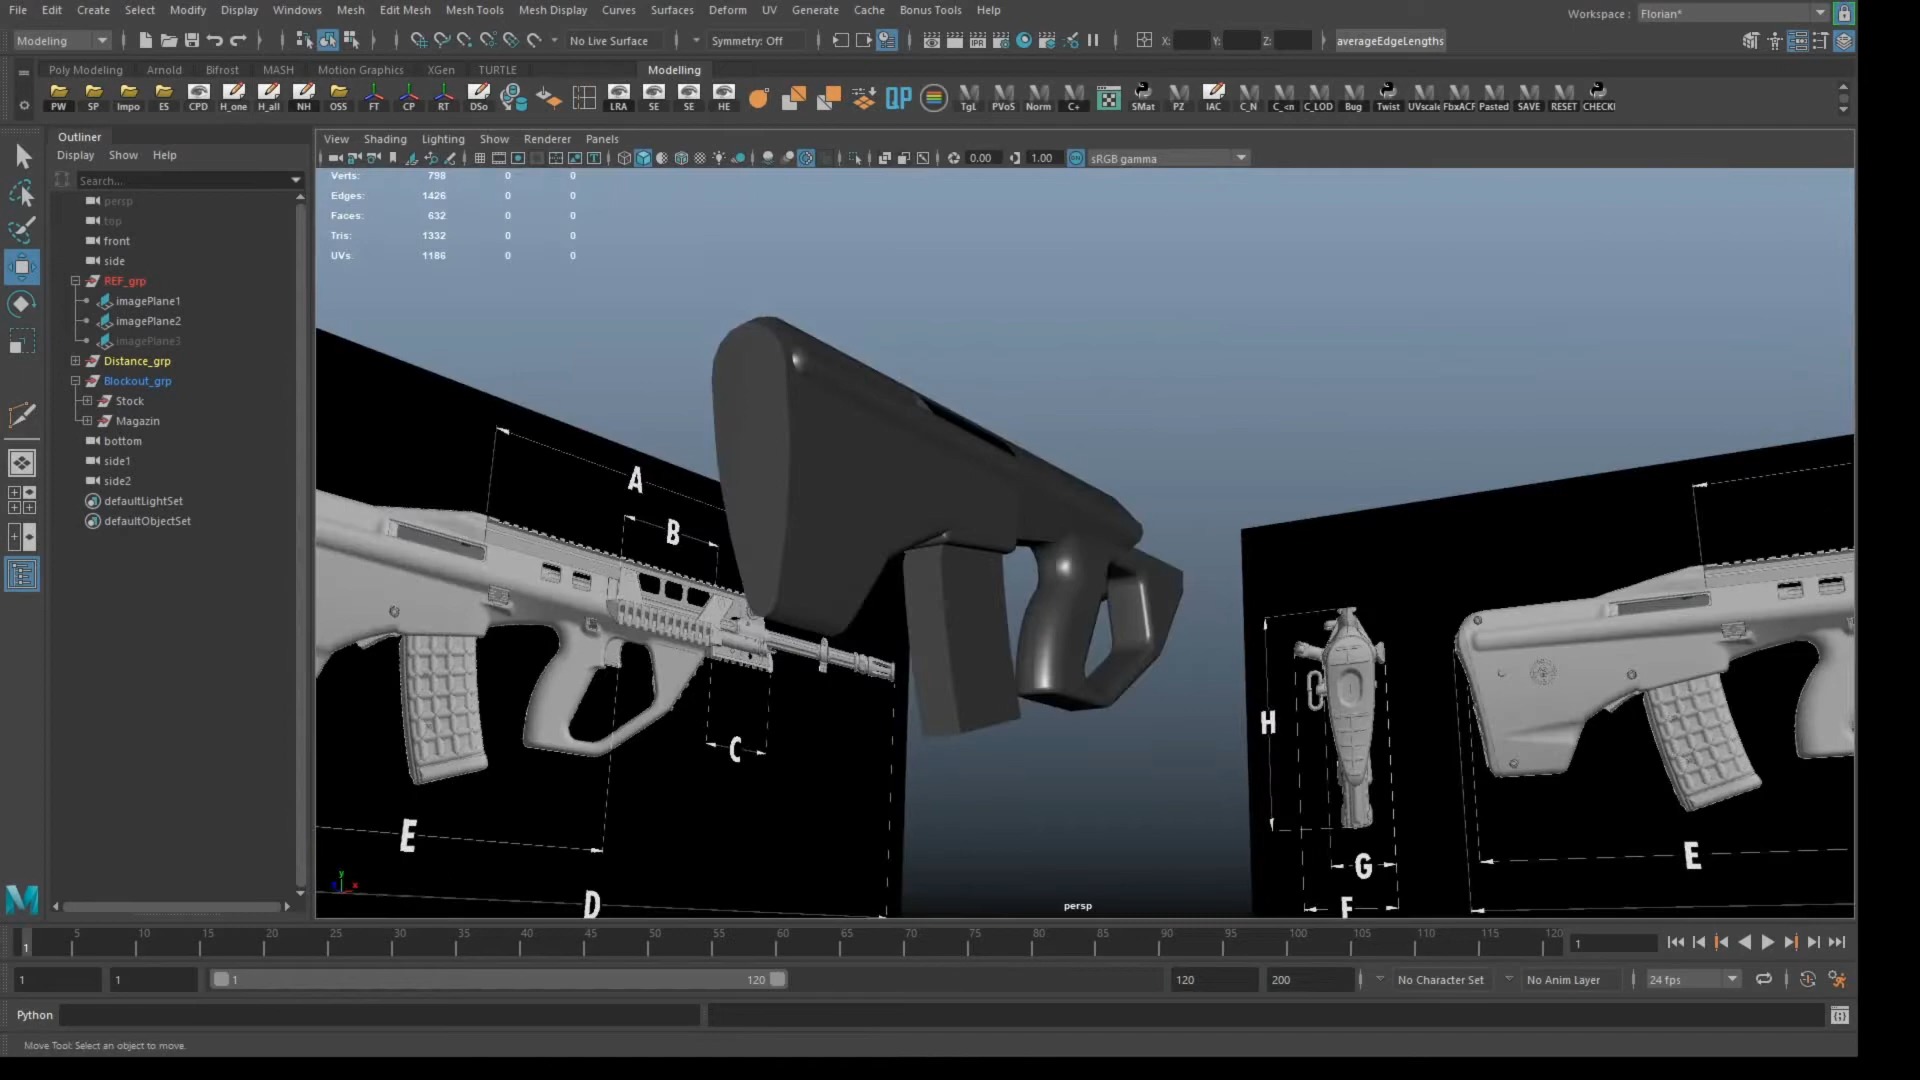 File Edit Create Select Modify Display Windows Mesh Edit Mesh Mesh Tools Mesh Display Curves Surfaces Deform UV Generate Cache Bonus Tools Help
Workspace : Florian*
Modeling No Live Surface Symmetry: Off X: Y: Z: averageEdgeLengths
Poly Modeling Arnold Bifrost MASH Motion Graphics XGen TURTLE Modelling
IPR
QP
PW SP Impo ES CPD H_one H_all NH OSS FT CP RT DSo LRA SE SE HE TgL PVoS Norm C+ SMat PZ IAC C_N C_<n C_LOD Bug Twist UVscale FbxACF Pasted SAVE RESET CHECKI
Outliner
Display Show Help
Search...
persp
top
front
side
REF_grp
imagePlane1
imagePlane2
imagePlane3
Distance_grp
Blockout_grp
Stock
Magazin
bottom
side1
side2
defaultLightSet
defaultObjectSet
View Shading Lighting Show Renderer Panels
0.00 1.00 sRGB gamma
Verts: 798 0 0
Edges: 1426 0 0
Faces: 632 0 0
Tris: 1332 0 0
UVs: 1186 0 0
A
B
C
E
D
H
G
F
E
y
x
persp
5 10 15 20 25 30 35 40 45 50 55 60 65 70 75 80 85 90 95 100 105 110 115 120
1
1
1 1 1 120 120 200 No Character Set No Anim Layer 24 fps
Python
Move Tool: Select an object to move.